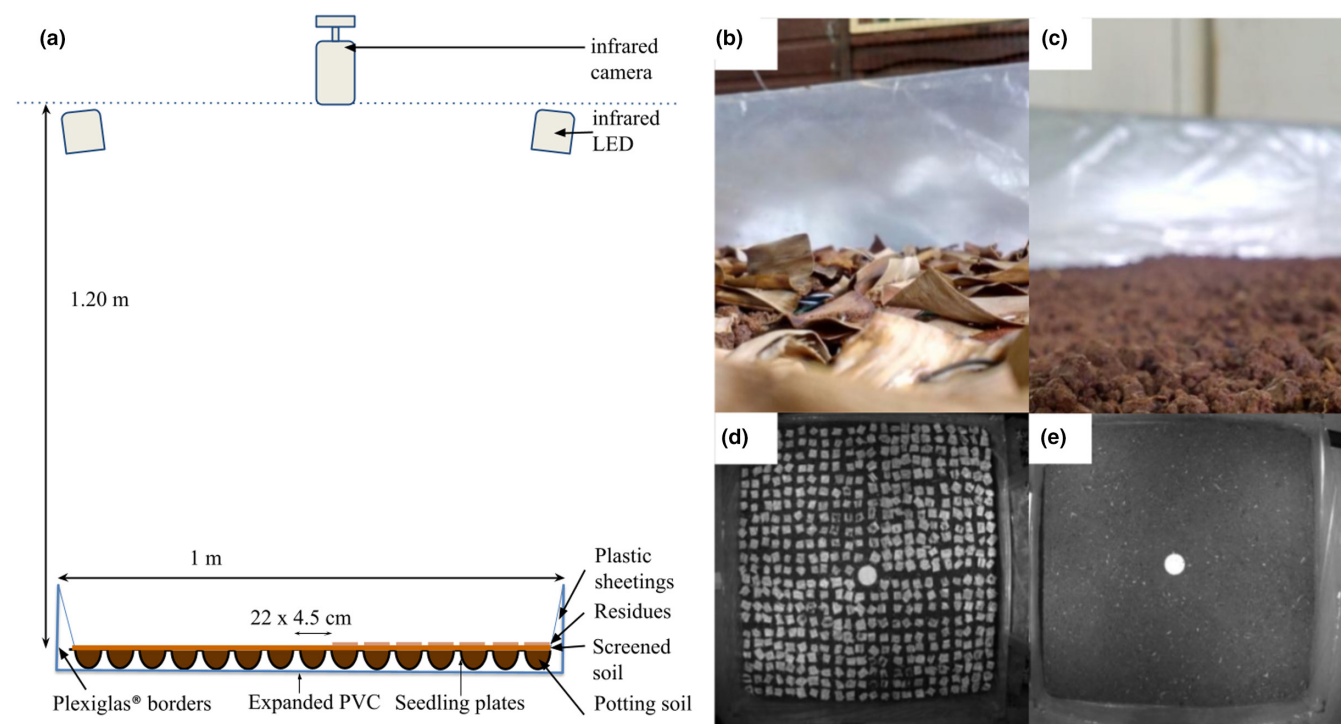 (a)
infrared
camera
infrared
LED
1.20 m
1 m
Plastic
sheetings
22 x 4.5 cm
Residues
Screened
soil
Plexiglas® borders
Expanded PVC
Seedling plates
Potting soil
(b)
(c)
(d)
(e)